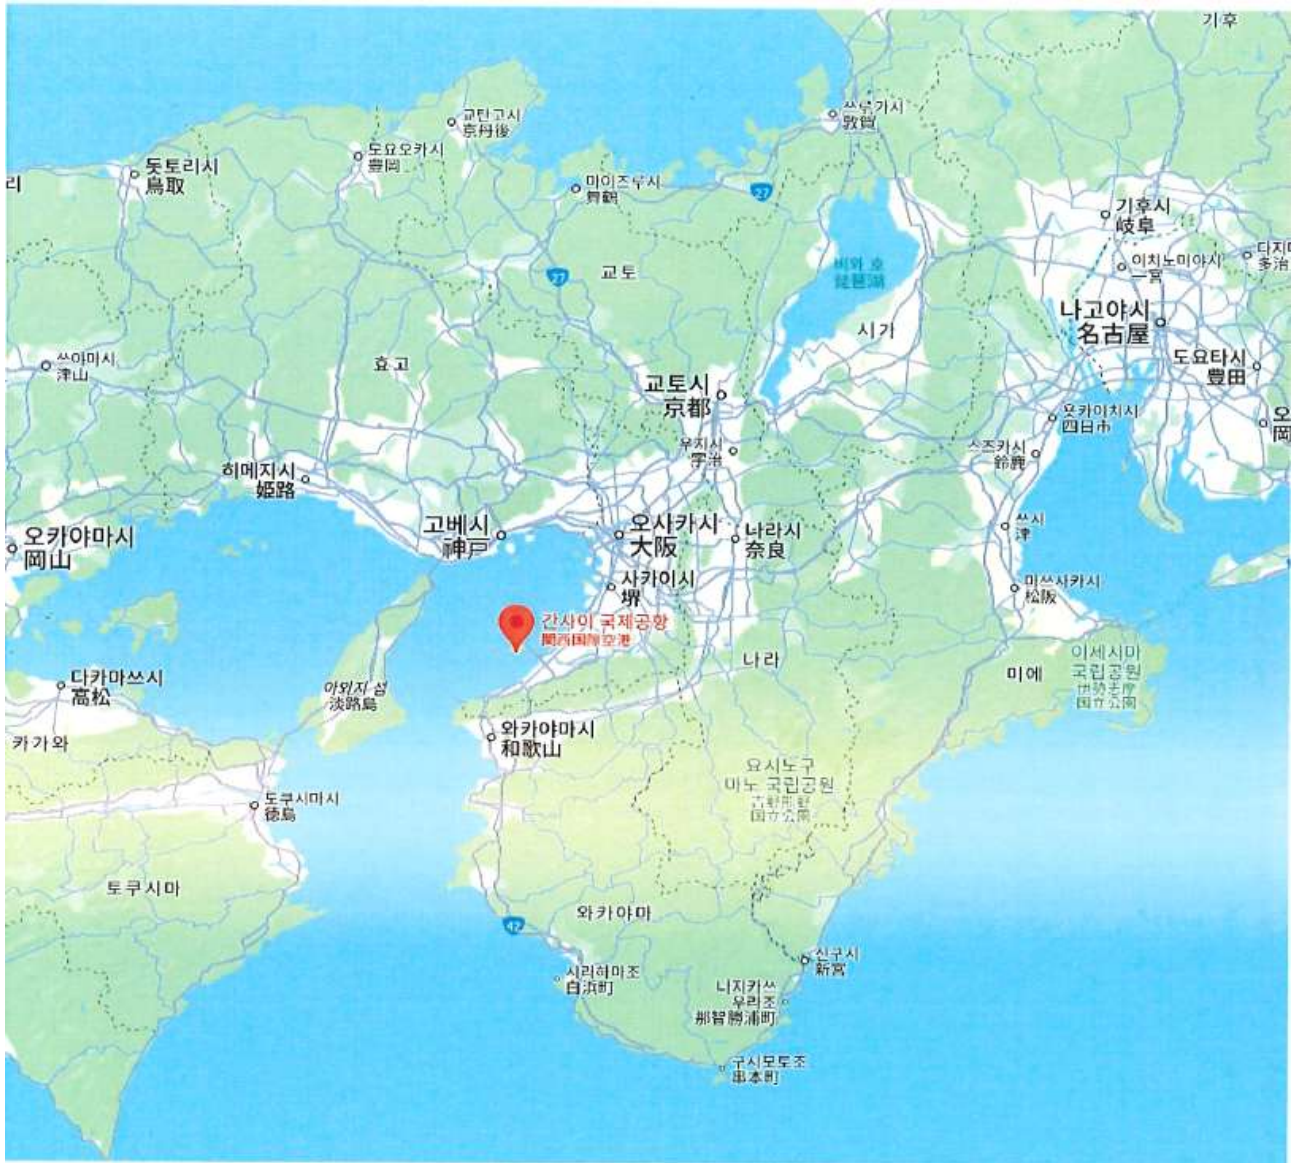 기후
교탄고시
京丹後
쓰루가시
敦賀
도요오카시
豊岡
돗토리시
鳥取
리
마이즈루시
舞鶴
27
기후시
岐阜
다지
多治
이치노미야시
一宮
27
교토
비와 호
琵琶湖
나고야시
名古屋
시가
쓰야마시
津山
효고
도요타시
豊田
교토시
京都
욧카이치시
四日市
오
岡
우지시
宇治
스즈카시
鈴鹿
히메지시
姫路
오카야마시
岡山
고베시
神戸
오사카시
大阪
나라시
奈良
쓰시
津
사카이시
堺
마쓰사카시
松阪
간사이 국제공항
関西国際空港
나라
미에
이세시마
국립공원
伊勢志摩
国立公園
다카마쓰시
高松
아와지 섬
淡路島
카가와
와카야마시
和歌山
요시노구
마노 국립공원
吉野熊野
国立公園
도쿠시마시
徳島
토쿠시마
와카야마
42
시라하마조
白浜町
신구시
新宮
나치카쓰
우라조
那智勝浦町
구시모토조
串本町